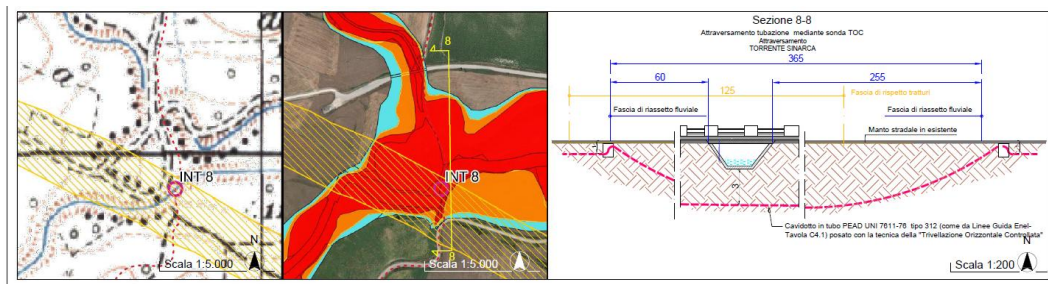 INT 8
N
Scala 1:5.000
8
INT 8
8
N
Scala 1:5.000
Sezione 8-8
Attraversamento tubazione mediante sonda TOC
Attraversamento
TORRENTE SINARCA
365
60
255
125
Fascia di rispetto tratturi
Fascia di riassetto fluviale
Fascia di riassetto fluviale
Manto stradale in esistente
3
Cavidotto in tubo PEAD UNI 7611-76 tipo 312 (come da Linee Guida Enel-
Tavola C4.1) posato con la tecnica della "Trivellazione Orizzontale Controllata"
N
Scala 1:200